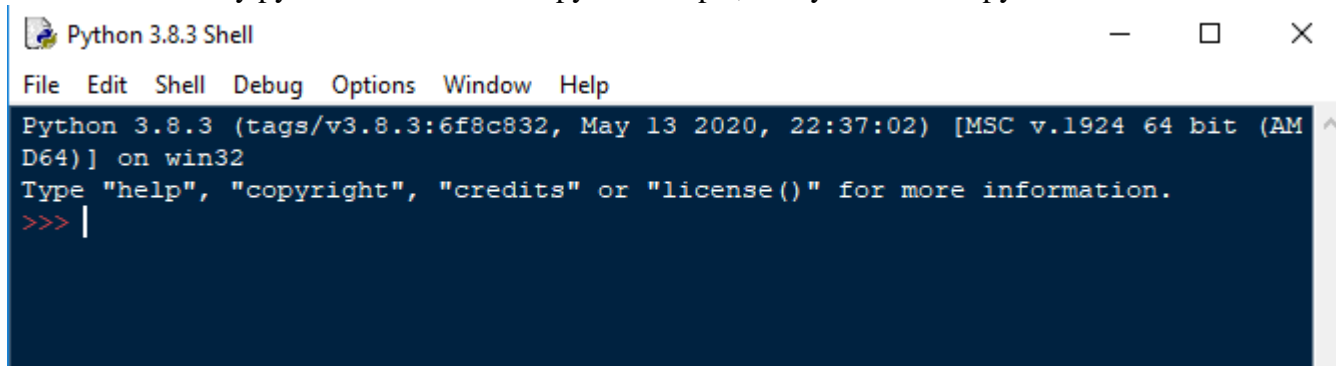 Python 3.8.3 Shell
File Edit Shell Debug Options Window Help
Python 3.8.3 (tags/v3.8.3:6f8c832, May 13 2020, 22:37:02) [MSC v.1924 64 bit (AM
D64)] on win32
Type "help", "copyright", "credits" or "license()" for more information.
>>>